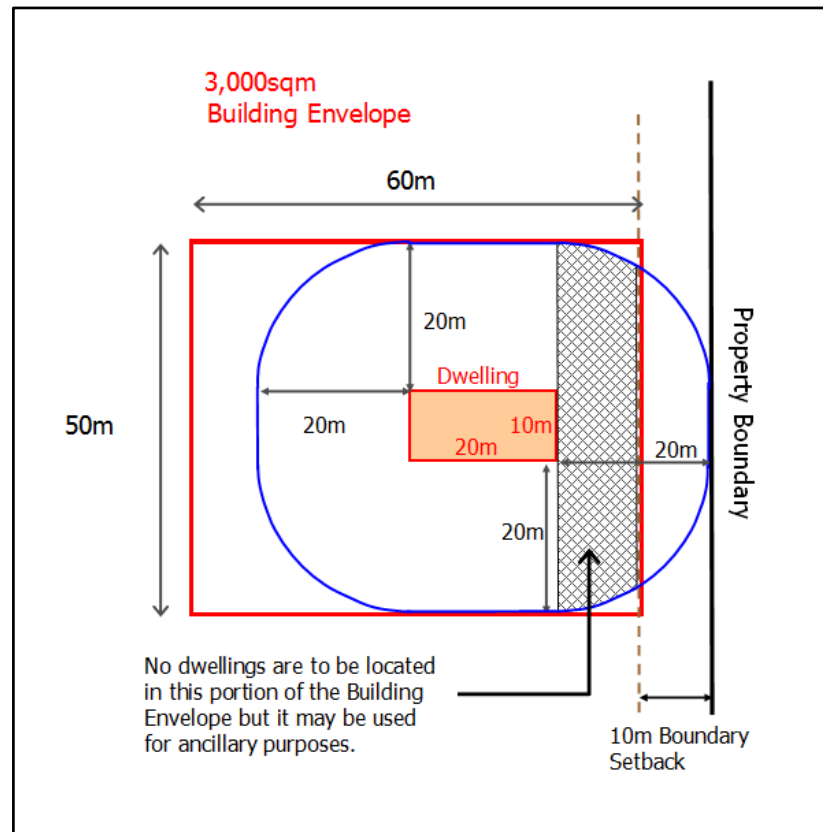 3,000sqm
Building Envelope
60m
50m
20m
Dwelling
10m
20m
20m
20m
20m
Property Boundary
No dwellings are to be located
in this portion of the Building
Envelope but it may be used
for ancillary purposes.
10m Boundary
Setback